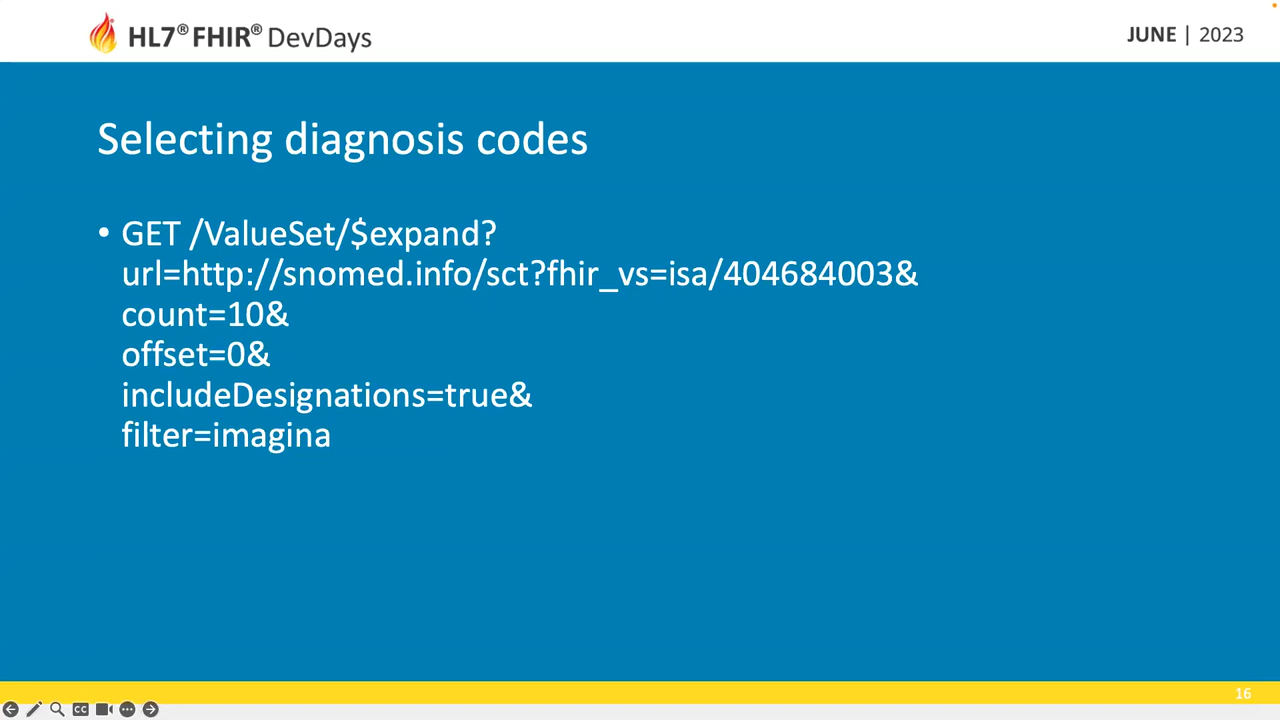 HL7® FHIR® DevDays
JUNE | 2023
Selecting diagnosis codes
• GET /ValueSet/$expand?
url=http://snomed.info/sct?fhir_vs=isa/404684003&
count=10&
offset=0&
includeDesignations=true&
filter=imagina
16
CC